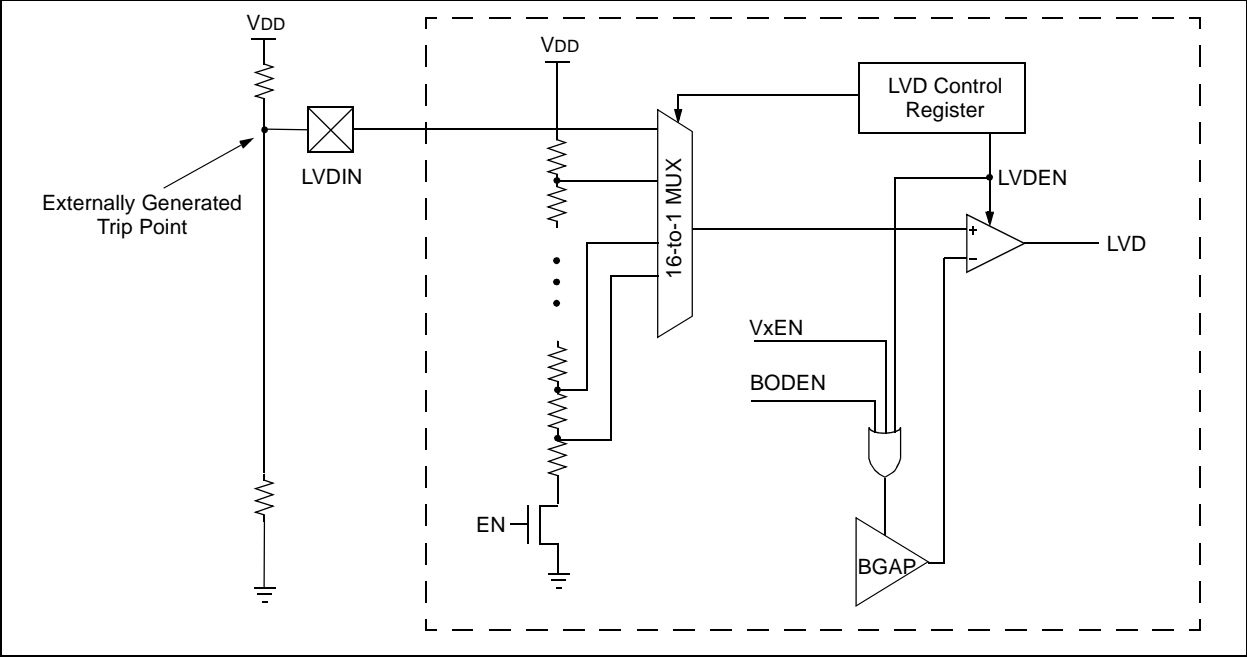 VDD
VDD
LVD Control
Register
LVDIN
16-to-1 MUX
LVDEN
Externally Generated
Trip Point
+
−
LVD
VxEN
BODEN
EN
BGAP